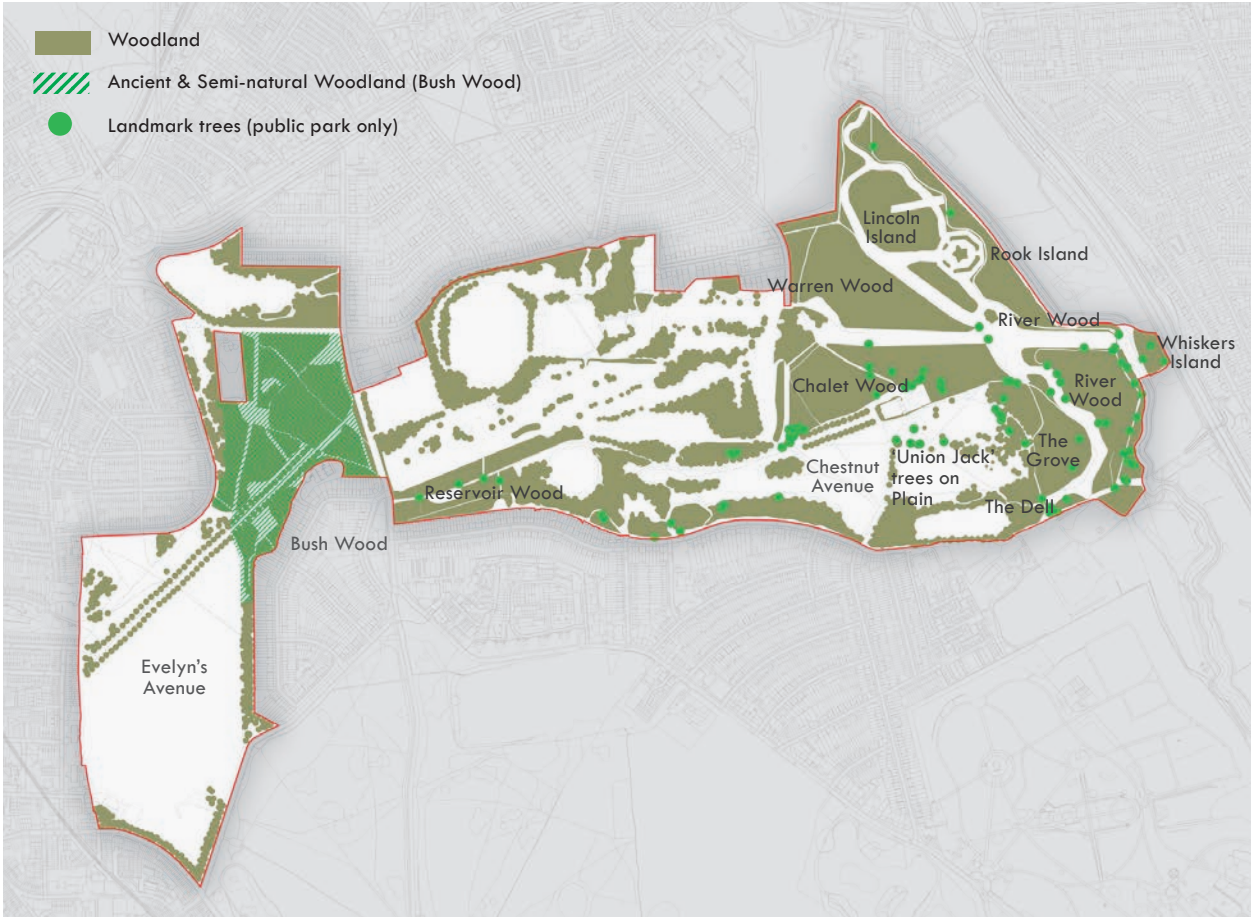 Woodland
Ancient & Semi-natural Woodland (Bush Wood)
Landmark trees (public park only)
Lincoln
Island
Rook Island
Warren Wood
River Wood
Whiskers
Island
Chalet Wood
River
Wood
The
Grove
Chestnut
Avenue
'Union Jack'
trees on
Plain
Reservoir Wood
The Dell
Bush Wood
Evelyn's
Avenue